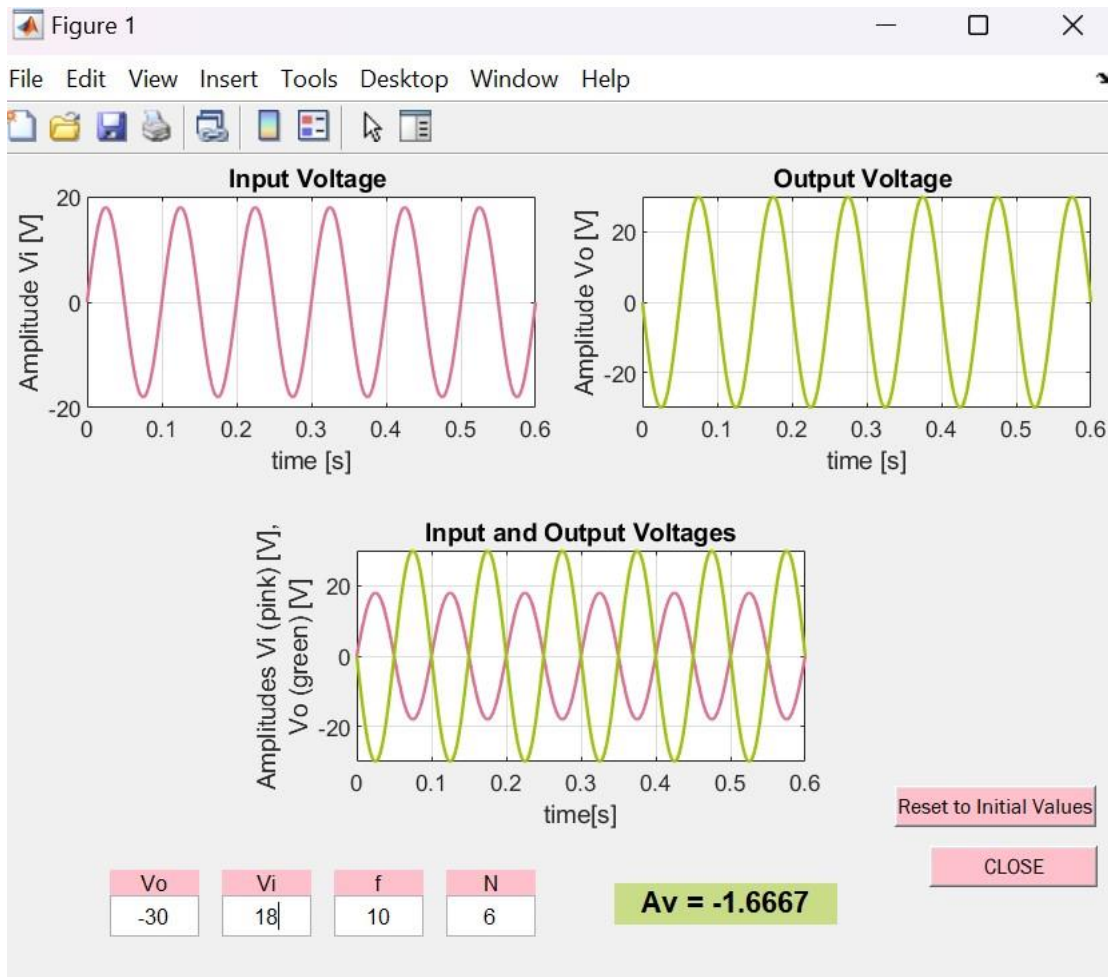 Figure 1
File Edit View Insert Tools Desktop Window Help
Input Voltage
Amplitude Vi [V]
20
0
-20
0 0.1 0.2 0.3 0.4 0.5 0.6
time [s]
Output Voltage
Amplitude Vo [V]
20
0
-20
0 0.1 0.2 0.3 0.4 0.5 0.6
time [s]
Input and Output Voltages
Amplitudes Vi (pink) [V],
Vo (green) [V]
20
0
-20
0 0.1 0.2 0.3 0.4 0.5 0.6
time[s]
Reset to Initial Values
CLOSE
Vo Vi f N
-30 18 10 6
Av = -1.6667